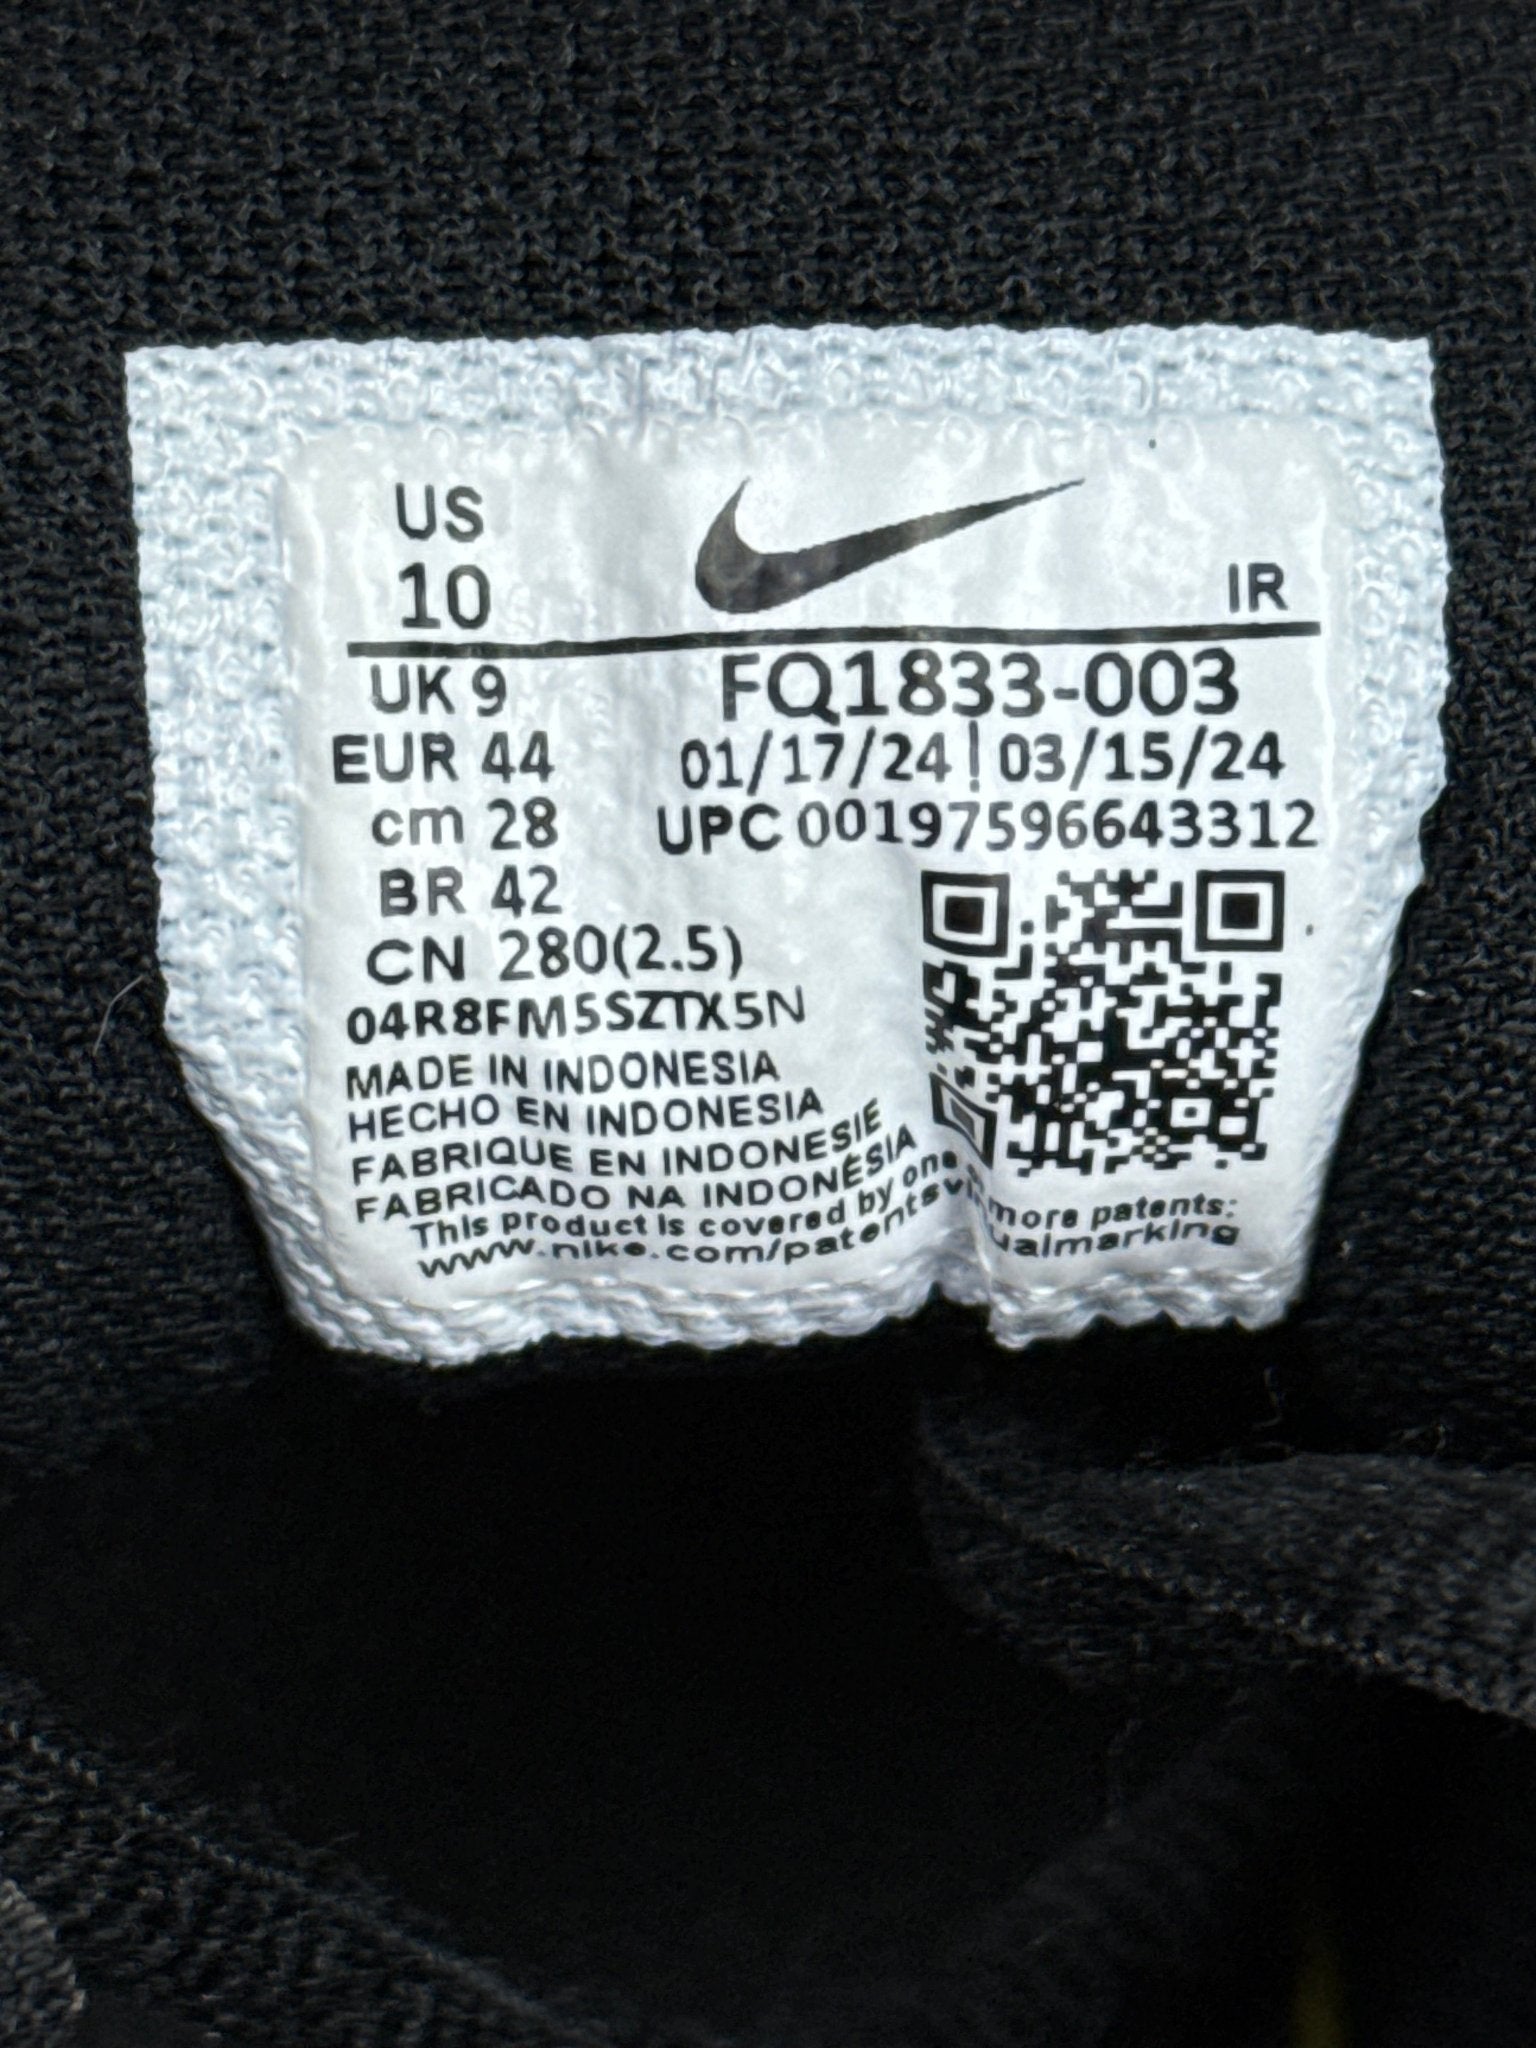 US
10
IR
UK 9
FQ1833-003
EUR 44
01/17/24 | 03/15/24
cm 28
UPC 00197596643312
BR 42
CN 280(2.5)
04R8FM5SZTX5N
MADE IN INDONESIA
HECHO EN INDONESIA
FABRIQUE EN INDONESIE
FABRICADO NA INDONÉSIA
This product is covered by one more patents:
www.nike.com/patentsvi ualmarking